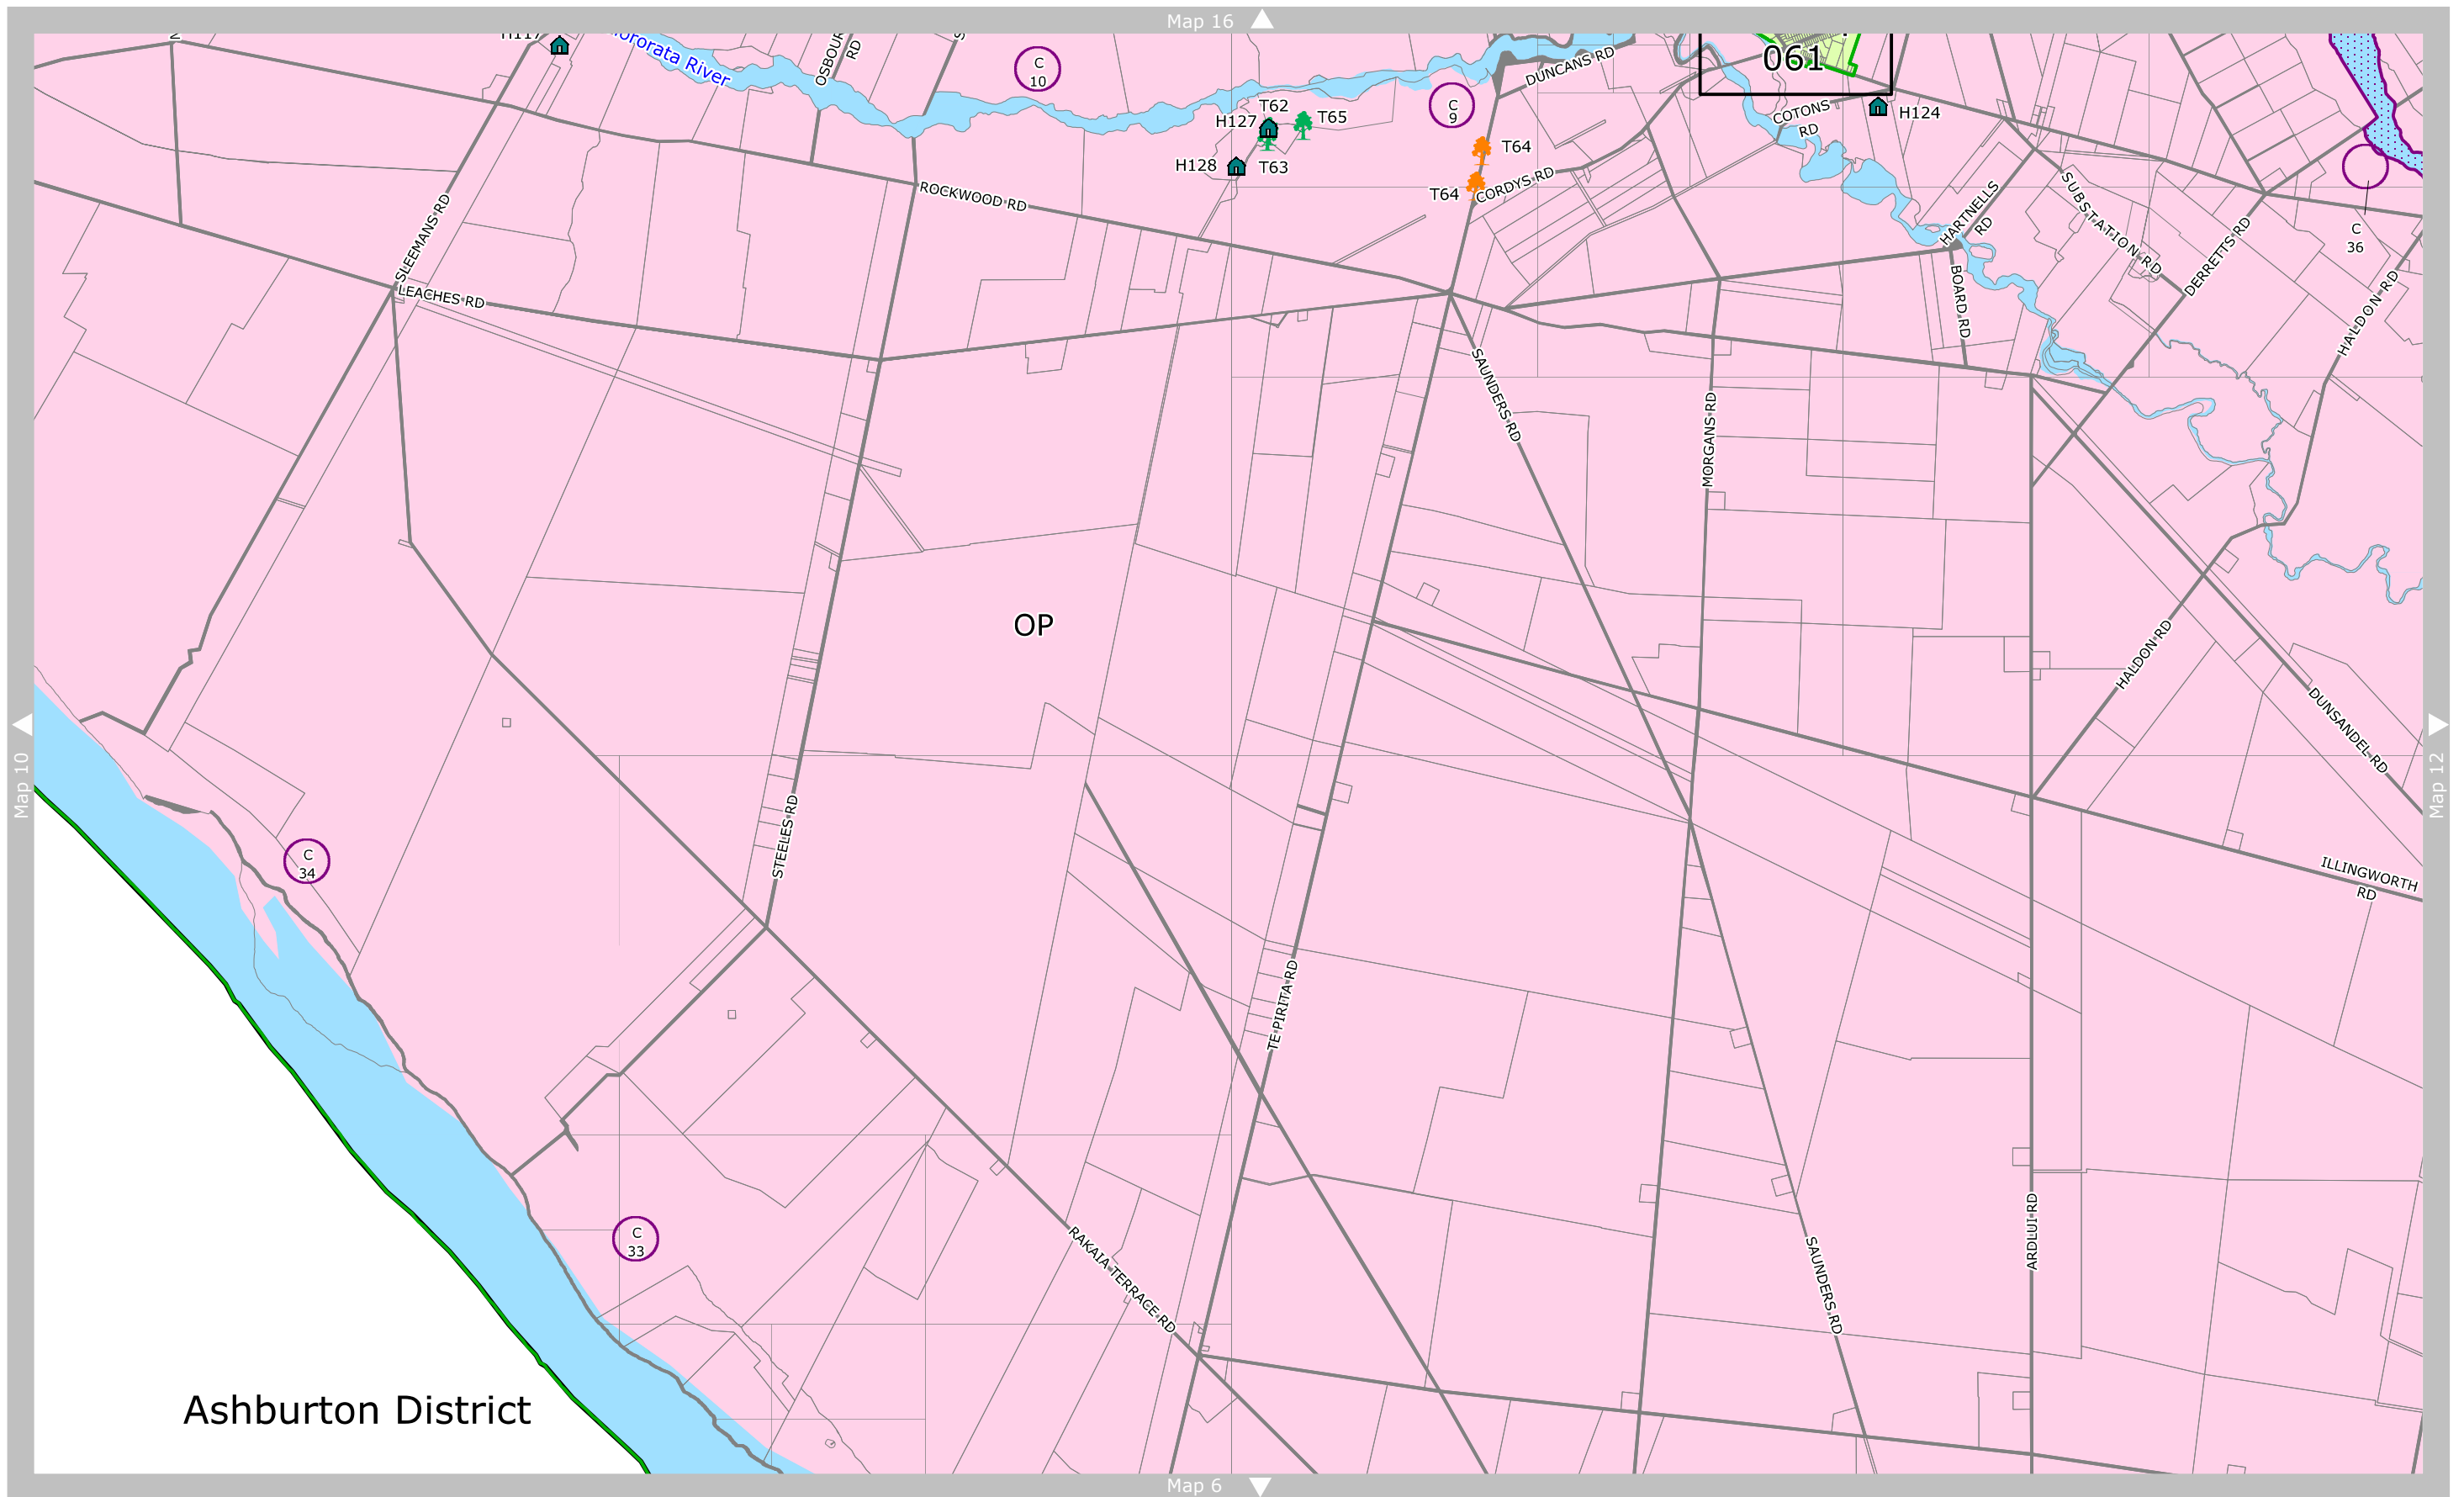 Map 16
H117
ororata River
OSBOUR
RD
C
10
DUNCANS RD
061
C
9
T62
H127
T65
H128
T63
T64
T64
CORDYS RD
COTONS
RD
H124
ROCKWOOD RD
SLEEMANS RD
LEACHES RD
HARTNELLS
RD
SUBSTATION RD
DERRETTS RD
C
36
HALDON RD
BOARD RD
SAUNDERS RD
MORGANS RD
OP
HALDON RD
DUNSANDEL RD
Map 10
Map 12
STEELES RD
C
34
ILLINGWORTH
RD
TE PIRITA RD
C
33
RAKAIA TERRACE RD
SAUNDERS RD
ARDLUI RD
Ashburton District
Map 6